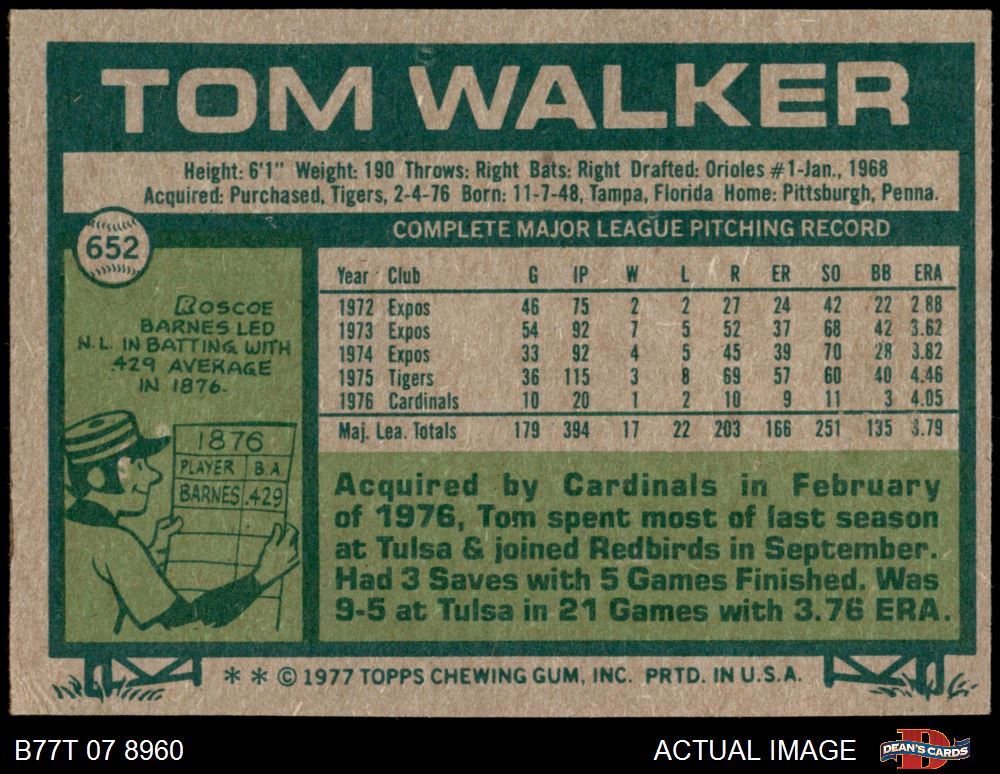 TOM WALKER
Height: 6'1" Weight: 190 Throws: Right Bats: Right Drafted: Orioles #1-Jan., 1968
Acquired: Purchased, Tigers, 2-4-76 Born: 11-7-48, Tampa, Florida Home: Pittsburgh, Penna.
652
COMPLETE MAJOR LEAGUE PITCHING RECORD
Year Club G IP W L R ER SO BB ERA
1972 Expos 46 75 2 2 27 24 42 22 2.88
1973 Expos 54 92 7 5 52 37 68 42 3.62
1974 Expos 33 92 4 5 45 39 70 28 3.82
1975 Tigers 36 115 3 8 69 57 60 40 4.46
1976 Cardinals 10 20 1 2 10 9 11 3 4.05
Maj. Lea. Totals 179 394 17 22 203 166 251 135 3.79
ROSCOE
BARNES LED
N.L. IN BATTING WITH
.429 AVERAGE
IN 1876.
1876
PLAYER B.A.
BARNES .429
Acquired by Cardinals in February
of 1976, Tom spent most of last season
at Tulsa & joined Redbirds in September.
Had 3 Saves with 5 Games Finished. Was
9-5 at Tulsa in 21 Games with 3.76 ERA.
* * © 1977 TOPPS CHEWING GUM, INC. PRTD. IN U.S.A.
B77T 07 8960 ACTUAL IMAGE DEAN'S CARDS